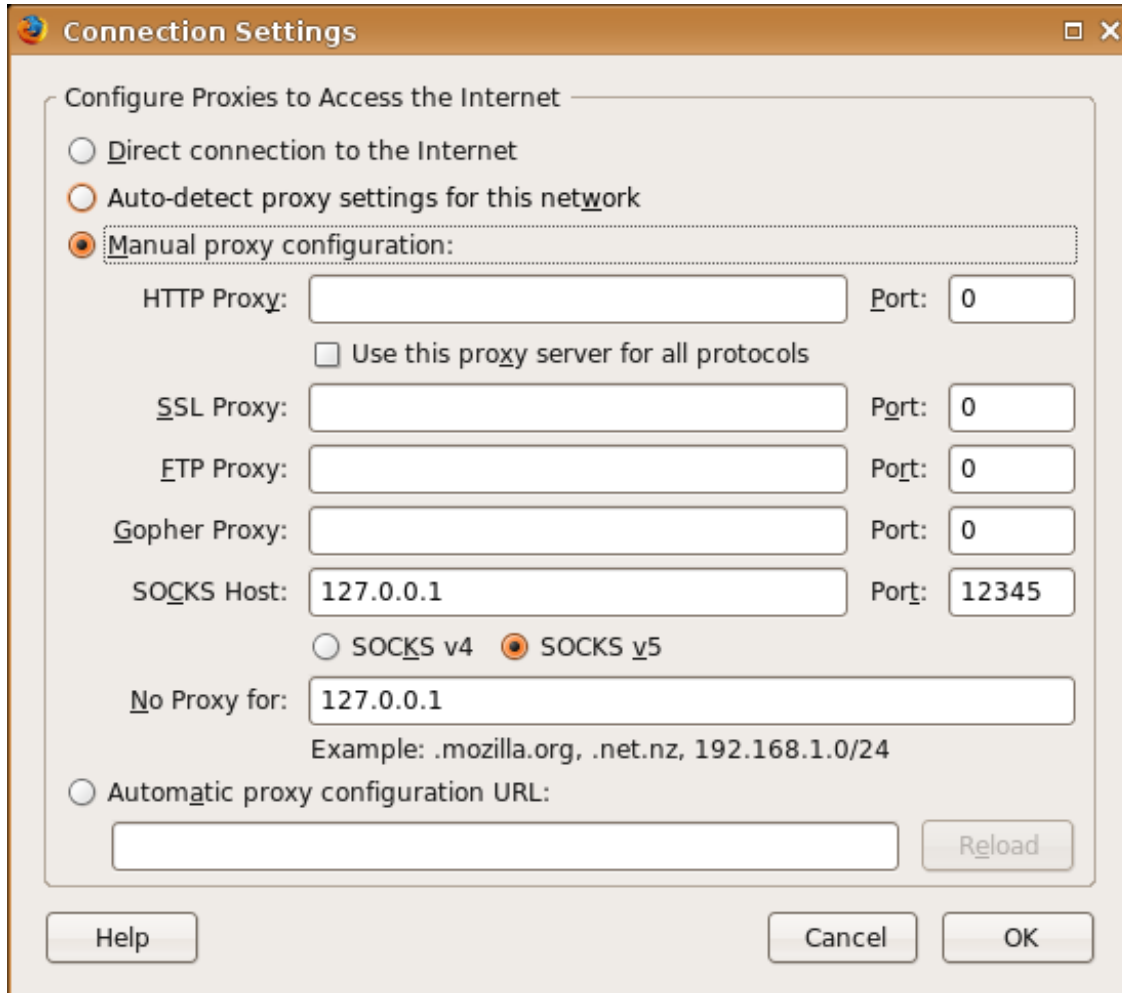 Connection Settings
Configure Proxies to Access the Internet
Direct connection to the Internet
Auto-detect proxy settings for this network
Manual proxy configuration:
HTTP Proxy: Port: 0
Use this proxy server for all protocols
SSL Proxy: Port: 0
FTP Proxy: Port: 0
Gopher Proxy: Port: 0
SOCKS Host: 127.0.0.1 Port: 12345
SOCKS v4 SOCKS v5
No Proxy for: 127.0.0.1
Example: .mozilla.org, .net.nz, 192.168.1.0/24
Automatic proxy configuration URL:
Reload
Help Cancel OK